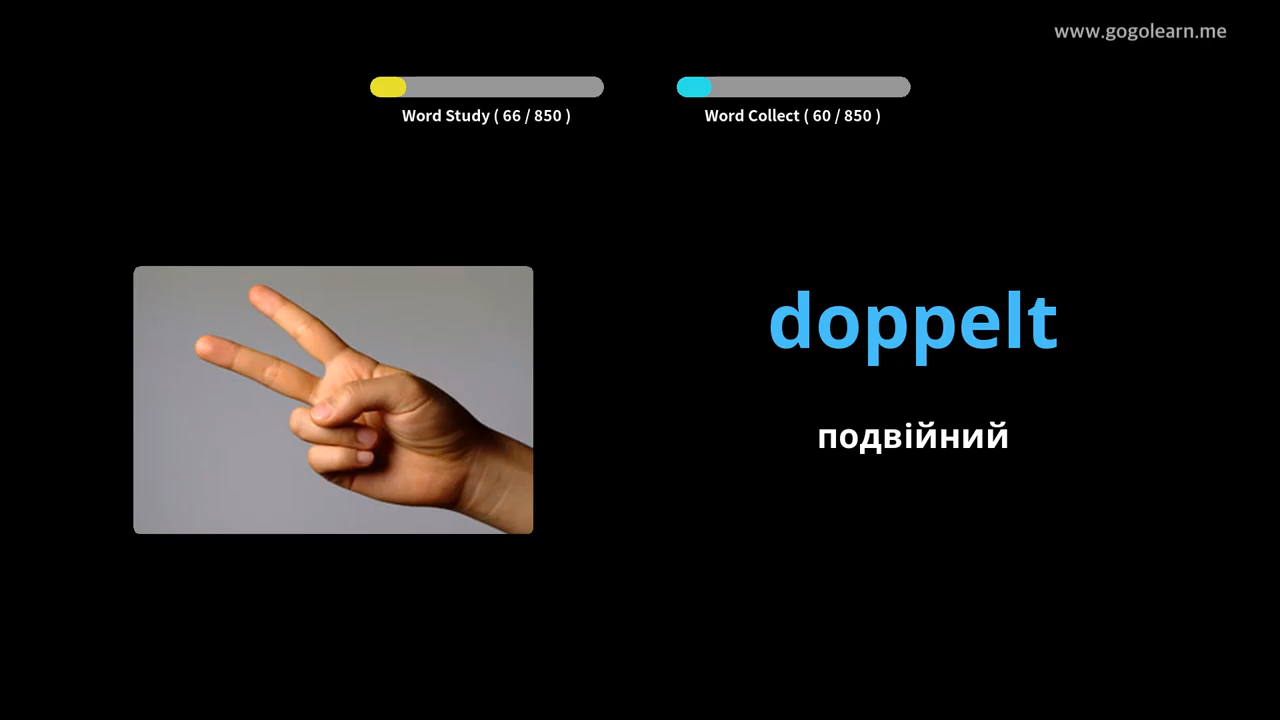 www.gogolearn.me
Word Study ( 66 / 850 )
Word Collect ( 60 / 850 )
doppelt
подвійний